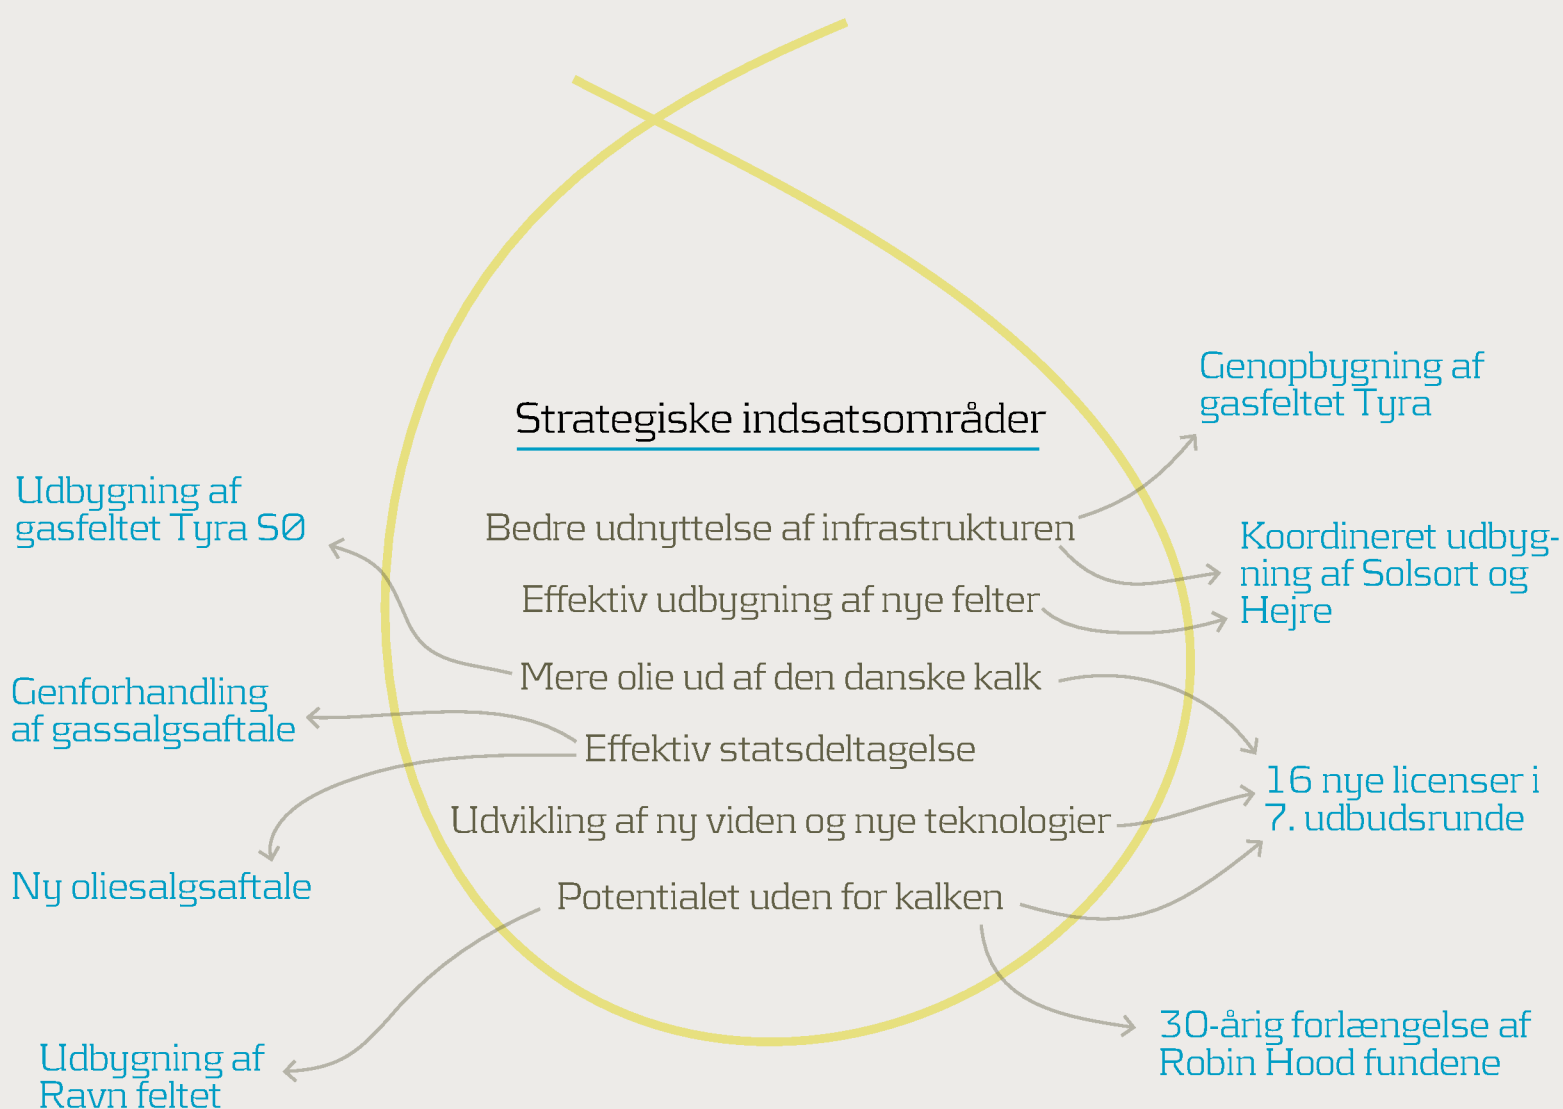 Strategiske indsatsområder
Bedre udnyttelse af infrastrukturen
Effektiv udbygning af nye felter
Mere olie ud af den danske kalk
Effektiv statsdeltagelse
Udvikling af ny viden og nye teknologier
Potentialet uden for kalken
Udbygning af
gasfeltet Tyra SØ
Genforhandling
af gassalgsaftale
Ny oliesalgsaftale
Udbygning af
Ravn feltet
Genopbygning af
gasfeltet Tyra
Koordineret udbyg-
ning af Solsort og
Hejre
16 nye licenser i
7. udbudsrunde
30-årig forlængelse af
Robin Hood fundene